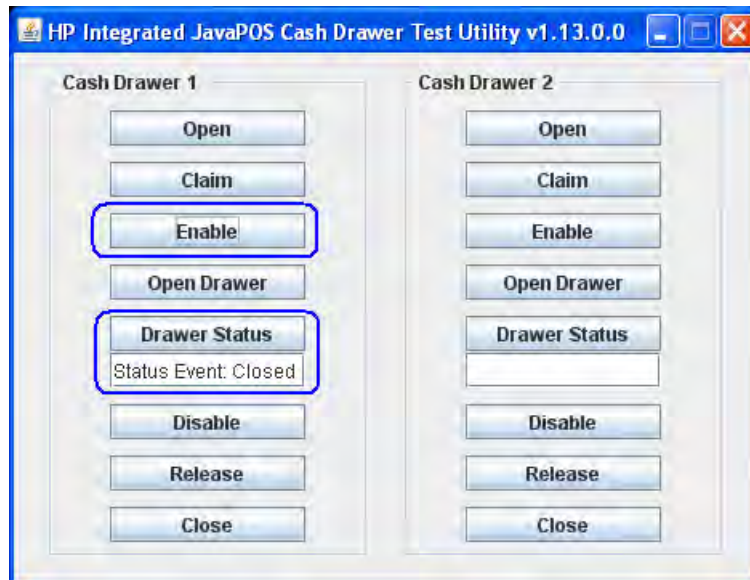 HP Integrated JavaPOS Cash Drawer Test Utility v1.13.0.0
Cash Drawer 1
Open
Claim
Enable
Open Drawer
Drawer Status
Status Event: Closed
Disable
Release
Close
Cash Drawer 2
Open
Claim
Enable
Open Drawer
Drawer Status
Disable
Release
Close